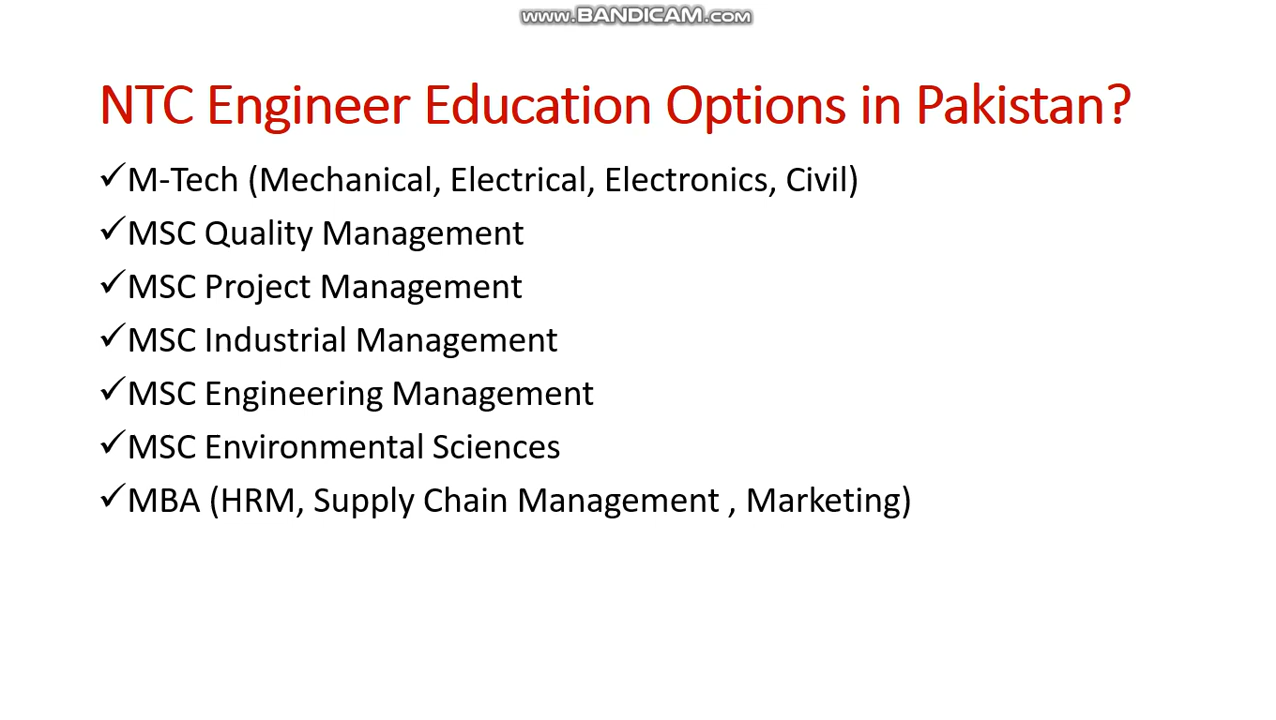 www.BANDICAM.com
NTC Engineer Education Options in Pakistan?
✓M-Tech (Mechanical, Electrical, Electronics, Civil)
✓MSC Quality Management
✓MSC Project Management
✓MSC Industrial Management
✓MSC Engineering Management
✓MSC Environmental Sciences
✓MBA (HRM, Supply Chain Management , Marketing)